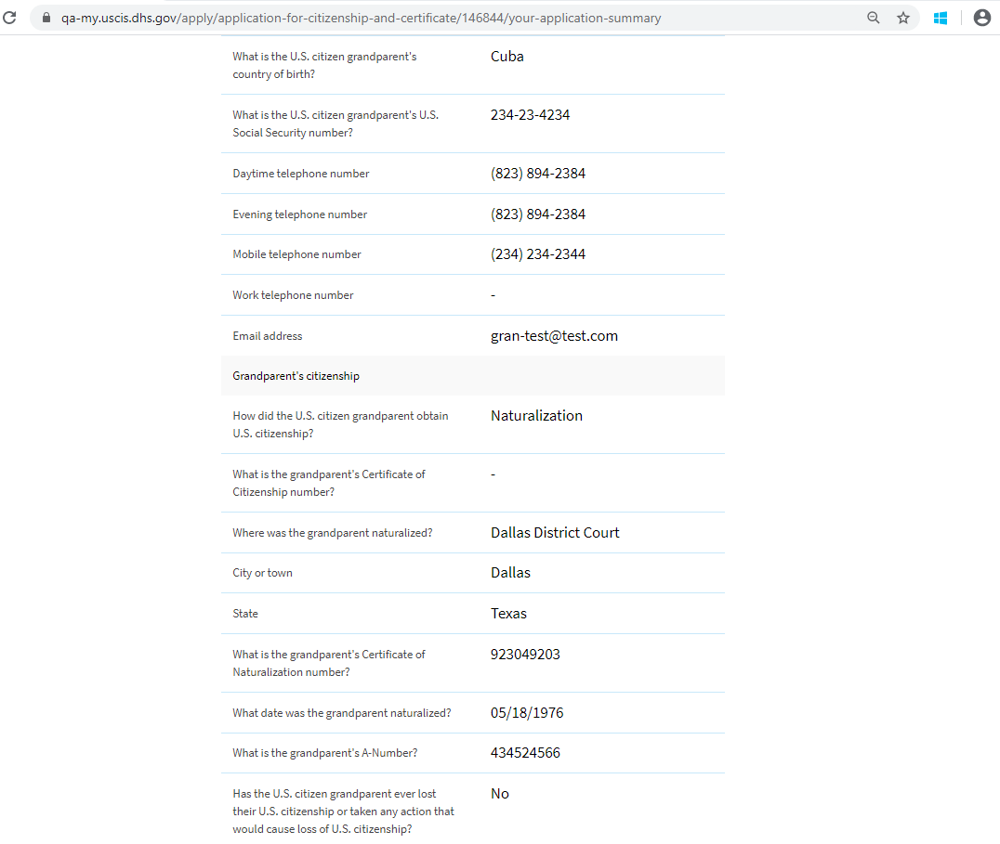 qa-my.uscis.dhs.gov/apply/application-for-citizenship-and-certificate/146844/your-application-summary
What is the U.S. citizen grandparent's Cuba
country of birth?
What is the U.S. citizen grandparent's U.S. 234-23-4234
Social Security number?
Daytime telephone number (823) 894-2384
Evening telephone number (823) 894-2384
Mobile telephone number (234) 234-2344
Work telephone number -
Email address gran-test@test.com
Grandparent's citizenship
How did the U.S. citizen grandparent obtain Naturalization
U.S. citizenship?
What is the grandparent's Certificate of -
Citizenship number?
Where was the grandparent naturalized? Dallas District Court
City or town Dallas
State Texas
What is the grandparent's Certificate of 923049203
Naturalization number?
What date was the grandparent naturalized? 05/18/1976
What is the grandparent's A-Number? 434524566
Has the U.S. citizen grandparent ever lost No
their U.S. citizenship or taken any action that
would cause loss of U.S. citizenship?